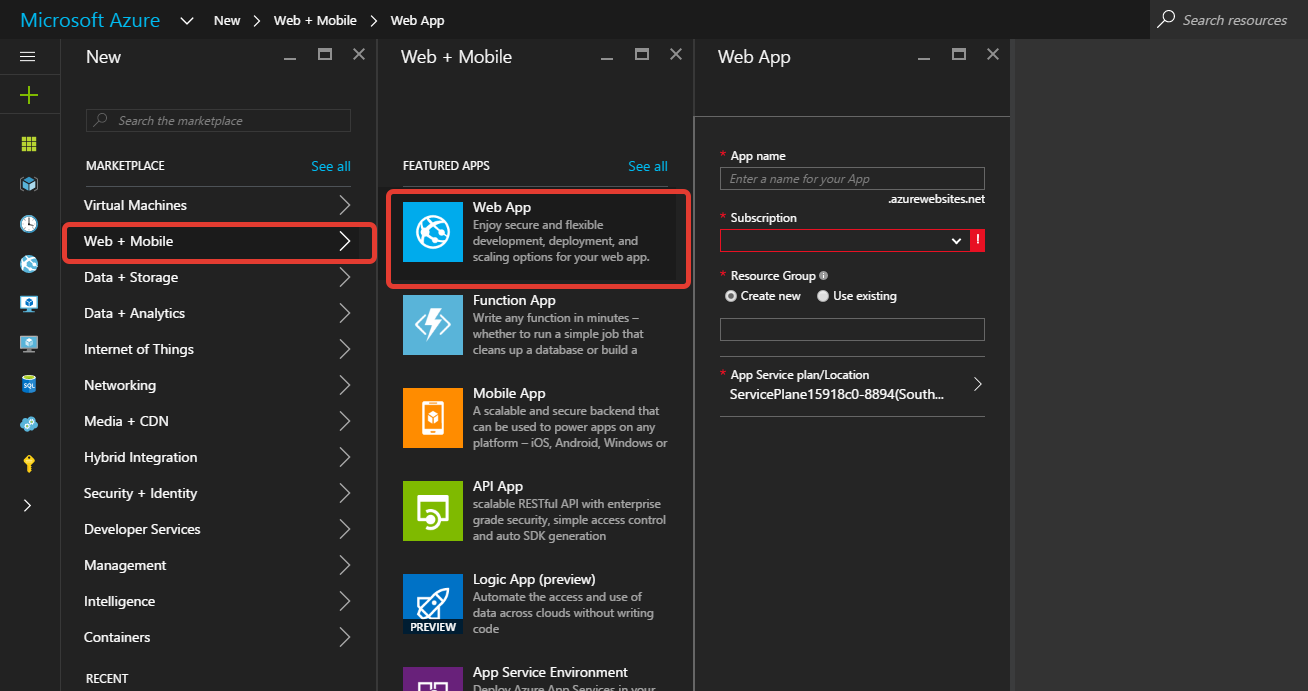 Microsoft Azure
New
Web + Mobile
Web App
Search resources
New
Search the marketplace
MARKETPLACE
See all
Virtual Machines
Web + Mobile
Data + Storage
Data + Analytics
Internet of Things
Networking
Media + CDN
Hybrid Integration
Security + Identity
Developer Services
Management
Intelligence
Containers
RECENT
Web + Mobile
FEATURED APPS
See all
Web App
Enjoy secure and flexible
development, deployment, and
scaling options for your web app.
Function App
Write any function in minutes –
whether to run a simple job that
cleans up a database or build a
Mobile App
A scalable and secure backend that
can be used to power apps on any
platform – iOS, Android, Windows or
API App
scalable RESTful API with enterprise
grade security, simple access control
and auto SDK generation
PREVIEW
Logic App (preview)
Automate the access and use of
data across clouds without writing
code
App Service Environment
Deploy Azure App Services in your
SQL
Web App
* App name
Enter a name for your App
.azurewebsites.net
* Subscription
!
* Resource Group
Create new
Use existing
* App Service plan/Location
ServicePlane15918c0-8894(South...